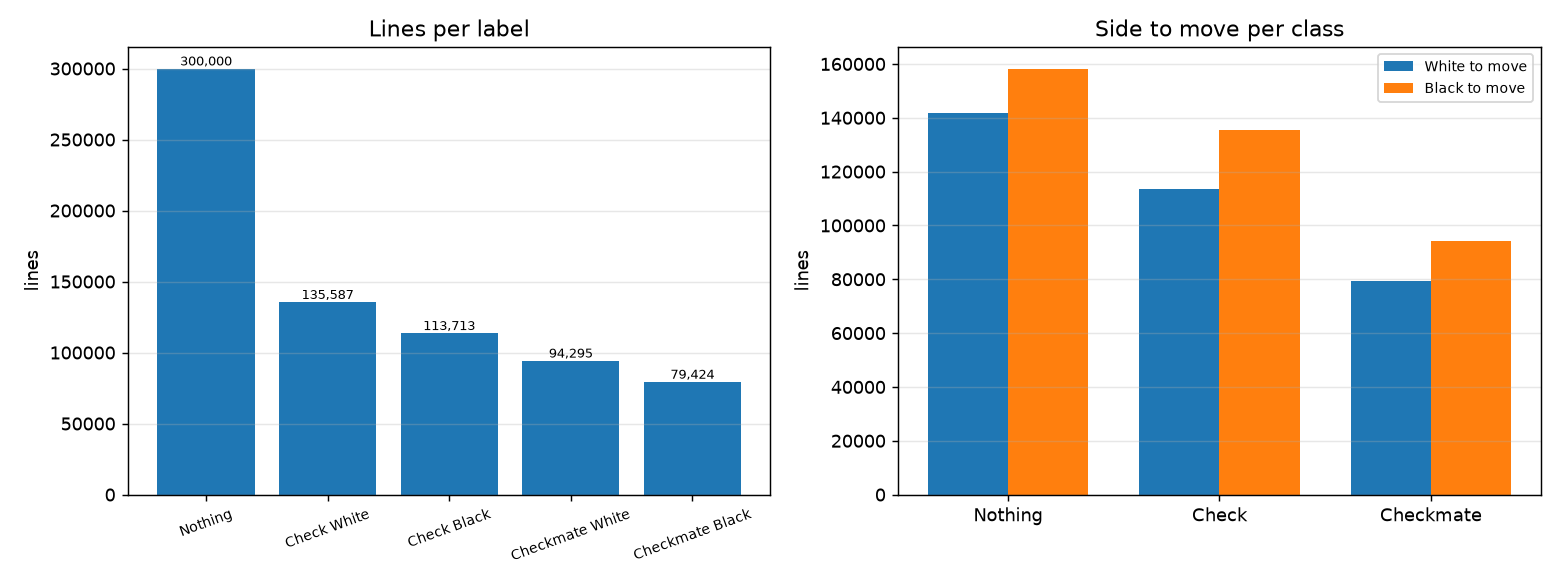 Lines per label
lines
300000
250000
200000
150000
100000
50000
0
300,000
135,587
113,713
94,295
79,424
Nothing
Check White
Check Black
Checkmate White
Checkmate Black
Side to move per class
lines
160000
140000
120000
100000
80000
60000
40000
20000
0
White to move
Black to move
Nothing
Check
Checkmate